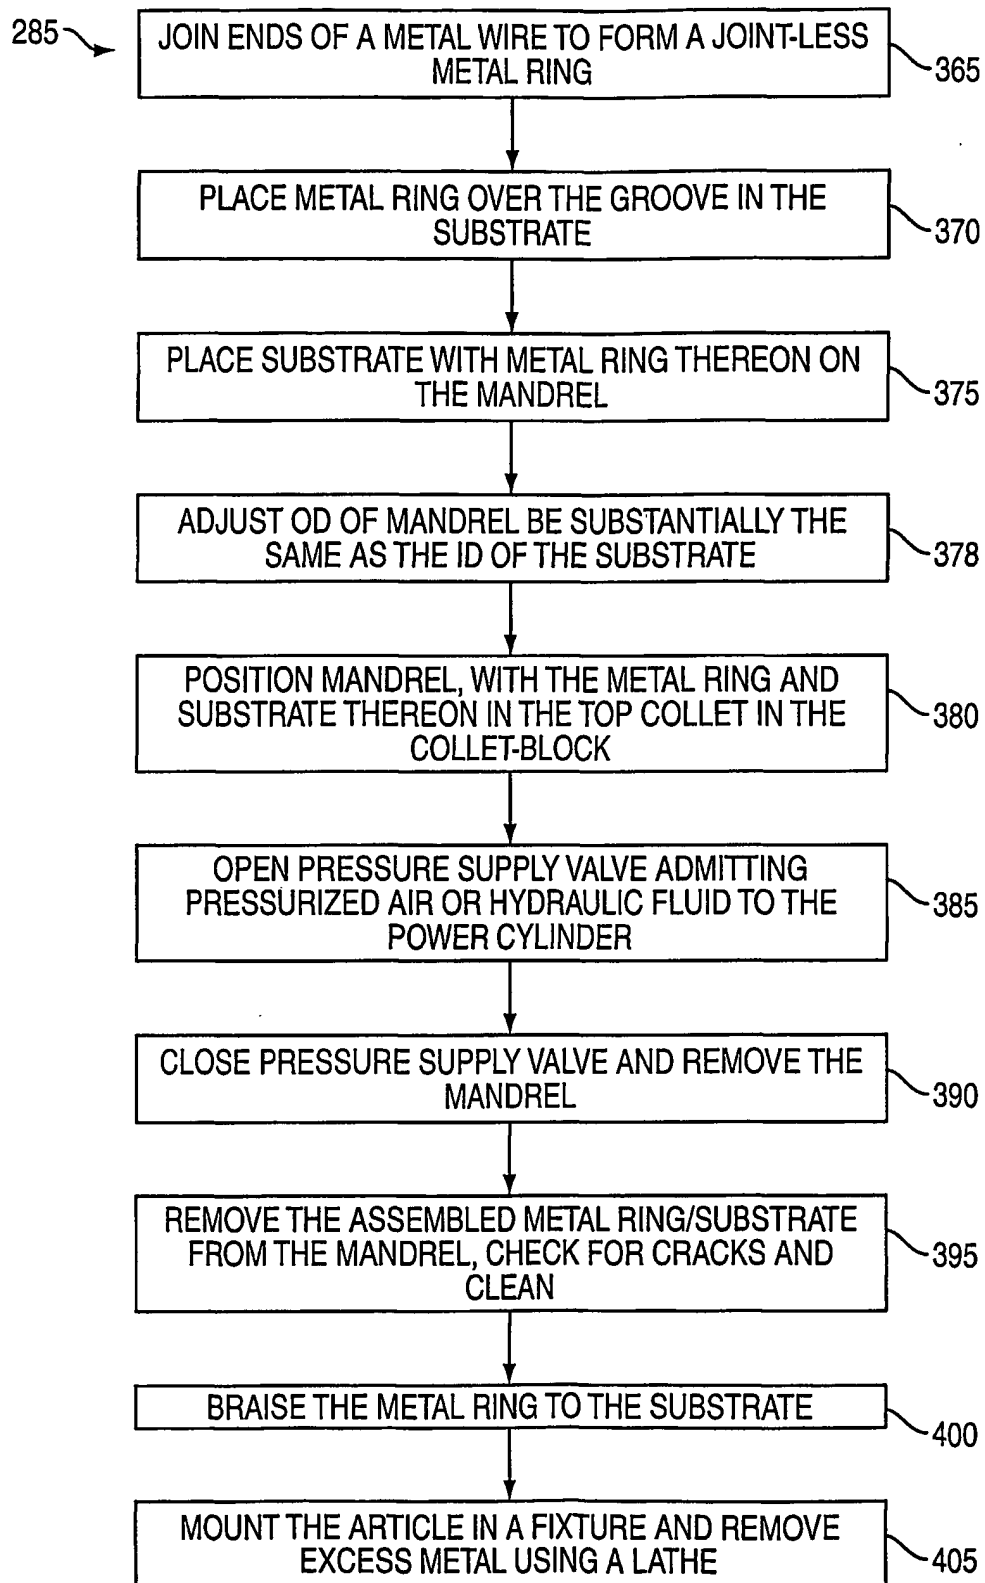 285
JOIN ENDS OF A METAL WIRE TO FORM A JOINT-LESS
METAL RING
365
PLACE METAL RING OVER THE GROOVE IN THE
SUBSTRATE
370
PLACE SUBSTRATE WITH METAL RING THEREON ON
THE MANDREL
375
ADJUST OD OF MANDREL BE SUBSTANTIALLY THE
SAME AS THE ID OF THE SUBSTRATE
378
POSITION MANDREL, WITH THE METAL RING AND
SUBSTRATE THEREON IN THE TOP COLLET IN THE
COLLET-BLOCK
380
OPEN PRESSURE SUPPLY VALVE ADMITTING
PRESSURIZED AIR OR HYDRAULIC FLUID TO THE
POWER CYLINDER
385
CLOSE PRESSURE SUPPLY VALVE AND REMOVE THE
MANDREL
390
REMOVE THE ASSEMBLED METAL RING/SUBSTRATE
FROM THE MANDREL, CHECK FOR CRACKS AND
CLEAN
395
BRAISE THE METAL RING TO THE SUBSTRATE
400
MOUNT THE ARTICLE IN A FIXTURE AND REMOVE
EXCESS METAL USING A LATHE
405